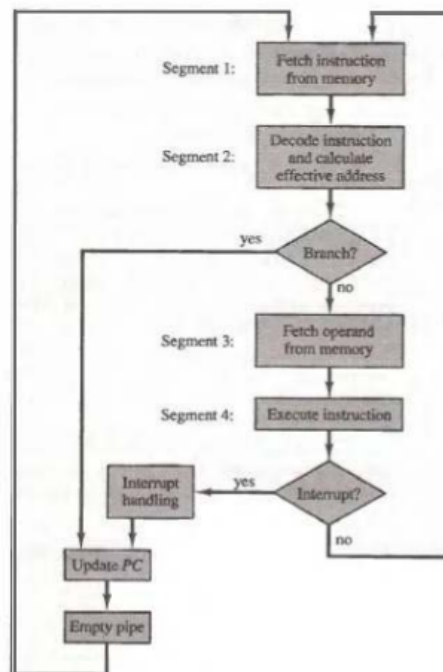 Segment 1:
Fetch instruction
from memory
Segment 2:
Decode instruction
and calculate
effective address
yes
Branch?
no
Segment 3:
Fetch operand
from memory
Segment 4:
Execute instruction
Interrupt
handling
yes
Interrupt?
no
Update PC
Empty pipe